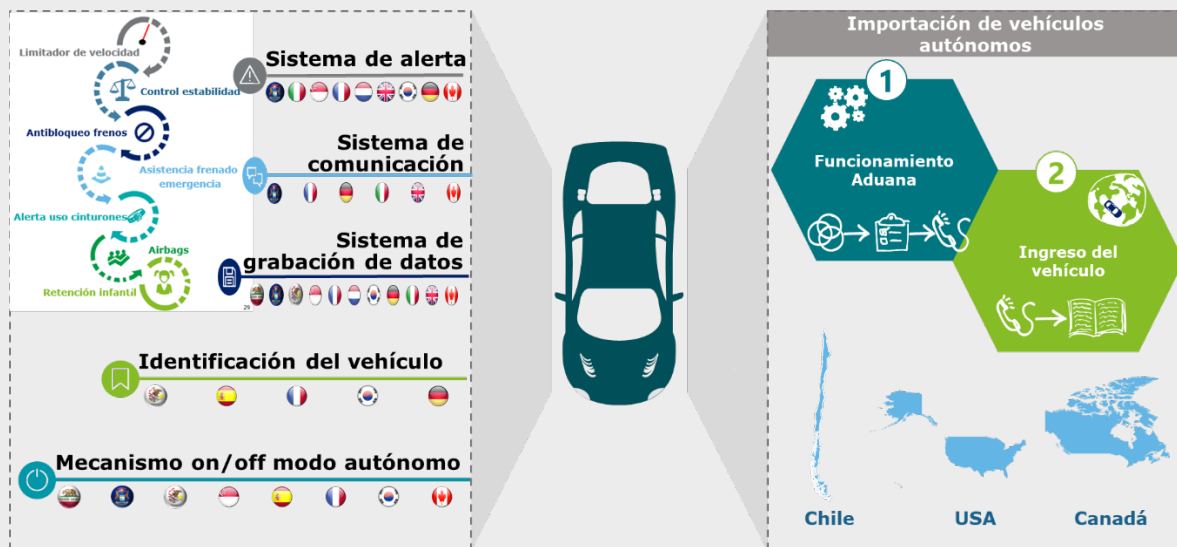 Limitador de velocidad
Control estabilidad
Antibloqueo frenos
Asistencia frenado
emergencia
Alerta uso cinturones
Airbags
Retención infantil
29
Sistema de alerta
Sistema de
comunicación
Sistema de
grabación de datos
Identificación del vehículo
Mecanismo on/off modo autónomo
Importación de vehículos
autónomos
1
Funcionamiento
Aduana
2
Ingreso del
vehículo
Chile
USA
Canadá